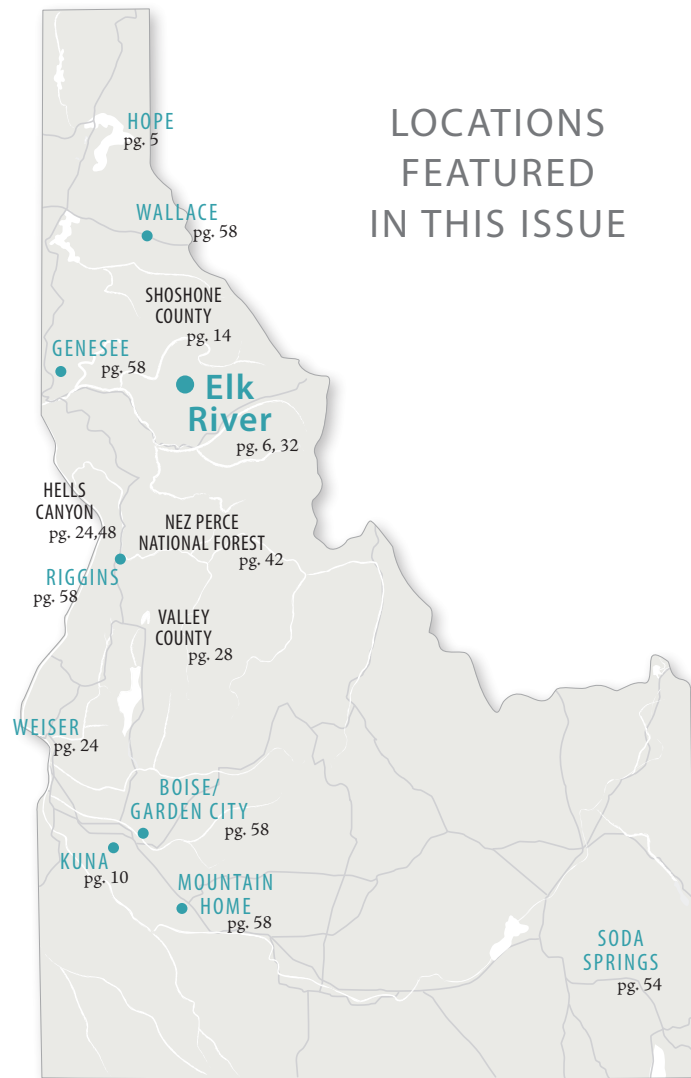 LOCATIONS
FEATURED
IN THIS ISSUE
HOPE
pg. 5
WALLACE
pg. 58
SHOSHONE
COUNTY
pg. 14
GENESEE
pg. 58
Elk
River
pg. 6, 32
HELLS
CANYON
pg. 24,48
NEZ PERCE
NATIONAL FOREST
pg. 42
RIGGINS
pg. 58
VALLEY
COUNTY
pg. 28
WEISER
pg. 24
BOISE/
GARDEN CITY
pg. 58
KUNA
pg. 10
MOUNTAIN
HOME
pg. 58
SODA
SPRINGS
pg. 54